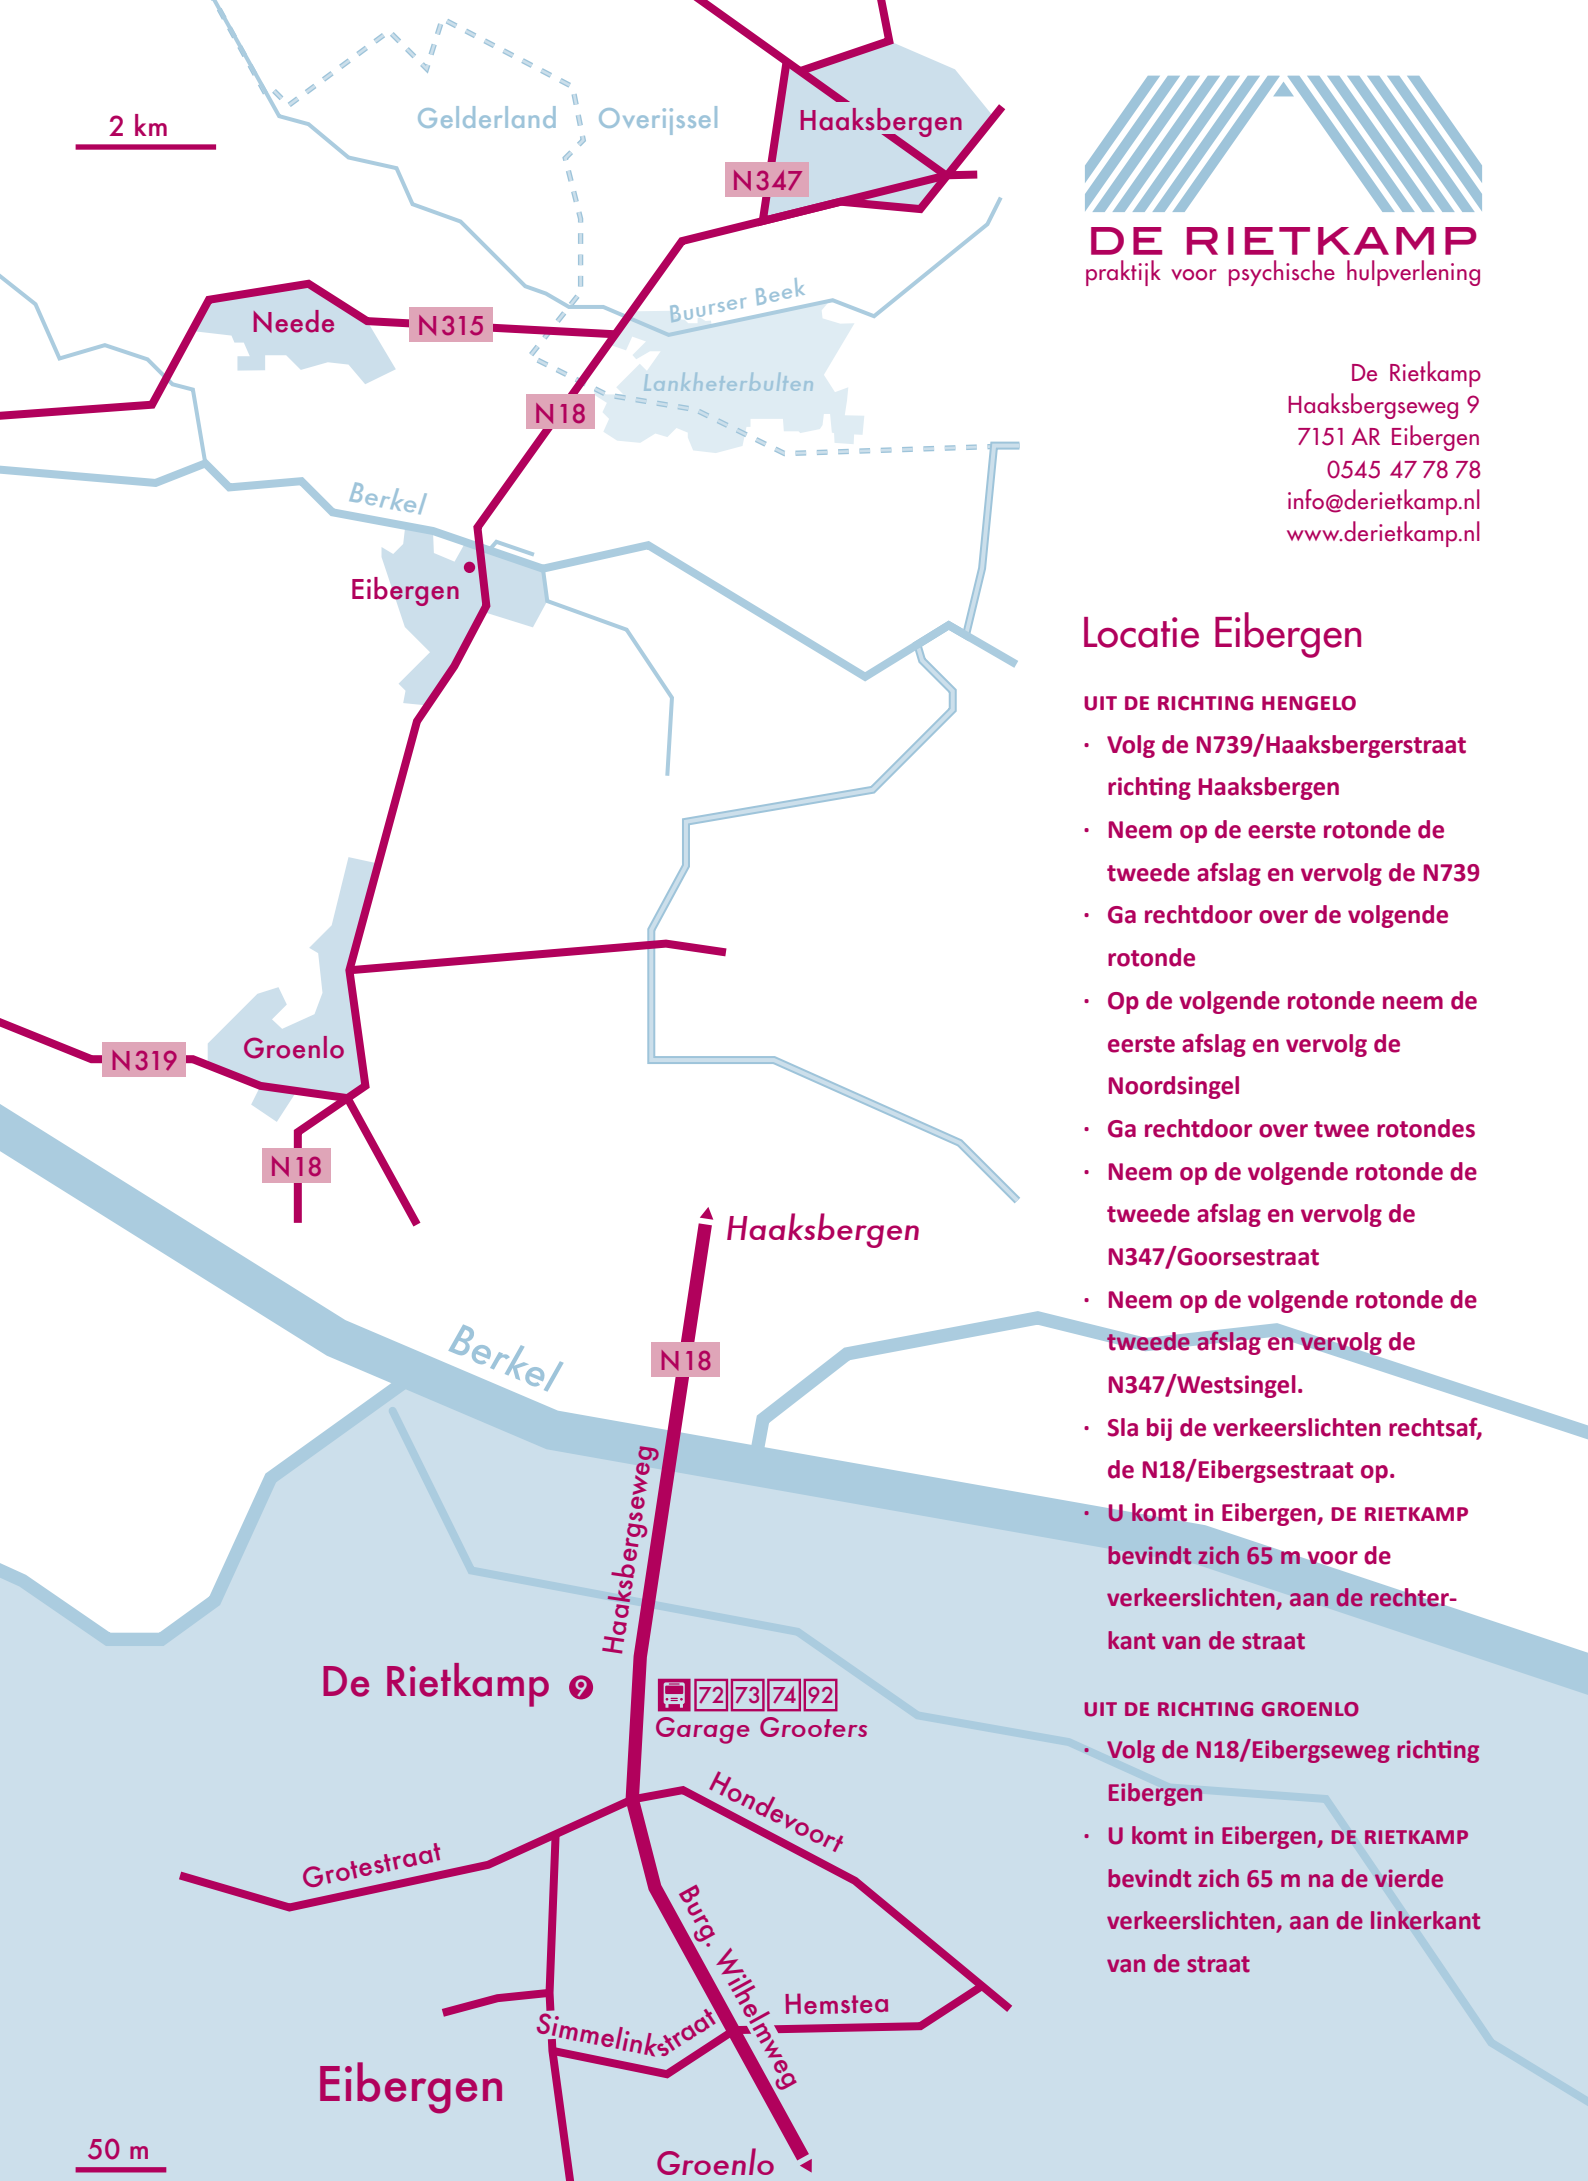 2 km
Gelderland
Overijssel
Haaksbergen
N347
Buurser Beek
Neede
N315
Lankheterbulten
N18
Berkel
Eibergen
Groenlo
N319
N18
DE RIETKAMP
praktijk voor psychische hulpverlening
De Rietkamp
Haaksbergseweg 9
7151 AR Eibergen
0545 47 78 78
info@derietkamp.nl
www.derietkamp.nl
Locatie Eibergen
UIT DE RICHTING HENGELO
· Volg de N739/Haaksbergerstraat
richting Haaksbergen
· Neem op de eerste rotonde de
tweede afslag en vervolg de N739
· Ga rechtdoor over de volgende
rotonde
· Op de volgende rotonde neem de
eerste afslag en vervolg de
Noordsingel
· Ga rechtdoor over twee rotondes
· Neem op de volgende rotonde de
tweede afslag en vervolg de
N347/Goorsestraat
· Neem op de volgende rotonde de
tweede afslag en vervolg de
N347/Westsingel.
· Sla bij de verkeerslichten rechtsaf,
de N18/Eibergsestraat op.
· U komt in Eibergen, DE RIETKAMP
bevindt zich 65 m voor de
verkeerslichten, aan de rechter-
kant van de straat
UIT DE RICHTING GROENLO
· Volg de N18/Eibergseweg richting
Eibergen
· U komt in Eibergen, DE RIETKAMP
bevindt zich 65 m na de vierde
verkeerslichten, aan de linkerkant
van de straat
Haaksbergen
Berkel
N18
Haaksbergseweg
De Rietkamp 9
72 73 74 92
Garage Grooters
Hondevoort
Grotestraat
Burg. Wilhelmweg
Hemstea
Simmelinkstraat
Eibergen
50 m
Groenlo